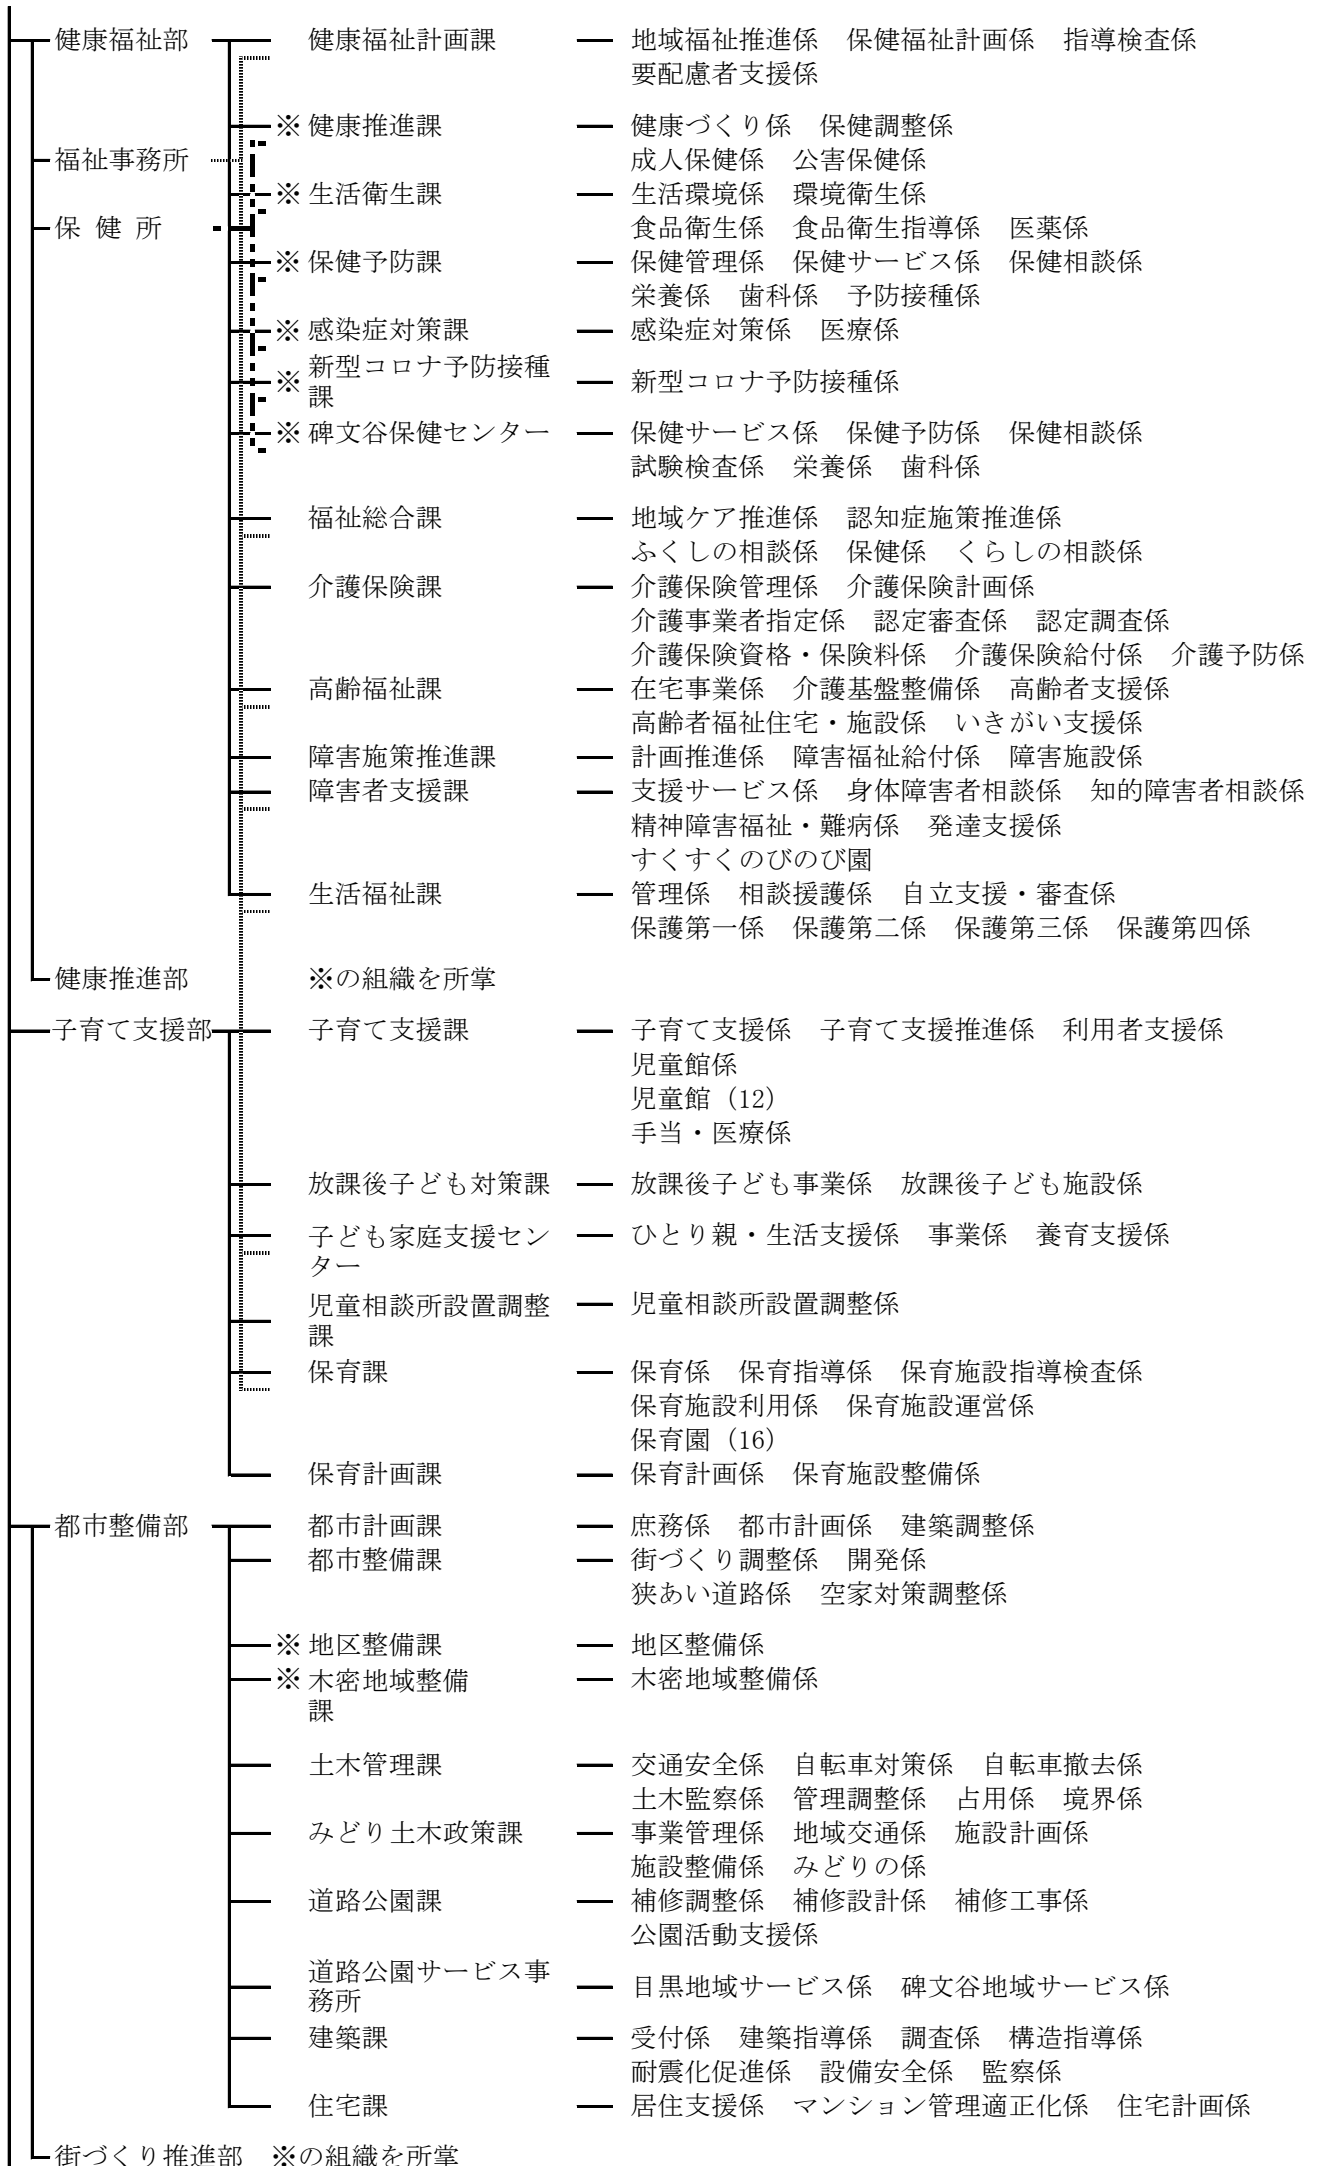 健康福祉部 健康福祉計画課 地域福祉推進係 保健福祉計画係 指導検査係
要配慮者支援係
※ 健康推進課 健康づくり係 保健調整係
福祉事務所 成人保健係 公害保健係
※ 生活衛生課 生活環境係 環境衛生係
保健所 食品衛生係 食品衛生指導係 医薬係
※ 保健予防課 保健管理係 保健サービス係 保健相談係
栄養係 歯科係 予防接種係
※ 感染症対策課 感染症対策係 医療係
※ 新型コロナ予防接種
課 新型コロナ予防接種係
※ 碑文谷保健センター 保健サービス係 保健予防係 保健相談係
試験検査係 栄養係 歯科係
福祉総合課 地域ケア推進係 認知症施策推進係
ふくしの相談係 保健係 くらしの相談係
介護保険課 介護保険管理係 介護保険計画係
介護事業者指定係 認定審査係 認定調査係
介護保険資格・保険料係 介護保険給付係 介護予防係
高齢福祉課 在宅事業係 介護基盤整備係 高齢者支援係
高齢者福祉住宅・施設係 いきがい支援係
障害施策推進課 計画推進係 障害福祉給付係 障害施設係
障害者支援課 支援サービス係 身体障害者相談係 知的障害者相談係
精神障害福祉・難病係 発達支援係
すくすくのびのび園
生活福祉課 管理係 相談援護係 自立支援・審査係
保護第一係 保護第二係 保護第三係 保護第四係
健康推進部 ※の組織を所掌
子育て支援部 子育て支援課 子育て支援係 子育て支援推進係 利用者支援係
児童館係
児童館（12）
手当・医療係
放課後子ども対策課 放課後子ども事業係 放課後子ども施設係
子ども家庭支援セン ひとり親・生活支援係 事業係 養育支援係
ター
児童相談所設置調整 児童相談所設置調整係
課
保育課 保育係 保育指導係 保育施設指導検査係
保育施設利用係 保育施設運営係
保育園（16）
保育計画課 保育計画係 保育施設整備係
都市整備部 都市計画課 庶務係 都市計画係 建築調整係
都市整備課 街づくり調整係 開発係
狭あい道路係 空家対策調整係
※ 地区整備課 地区整備係
※ 木密地域整備 木密地域整備係
課
土木管理課 交通安全係 自転車対策係 自転車撤去係
土木監察係 管理調整係 占用係 境界係
みどり土木政策課 事業管理係 地域交通係 施設計画係
施設整備係 みどりの係
道路公園課 補修調整係 補修設計係 補修工事係
公園活動支援係
道路公園サービス事
務所 目黒地域サービス係 碑文谷地域サービス係
建築課 受付係 建築指導係 調査係 構造指導係
耐震化促進係 設備安全係 監察係
住宅課 居住支援係 マンション管理適正化係 住宅計画係
街づくり推進部 ※の組織を所掌